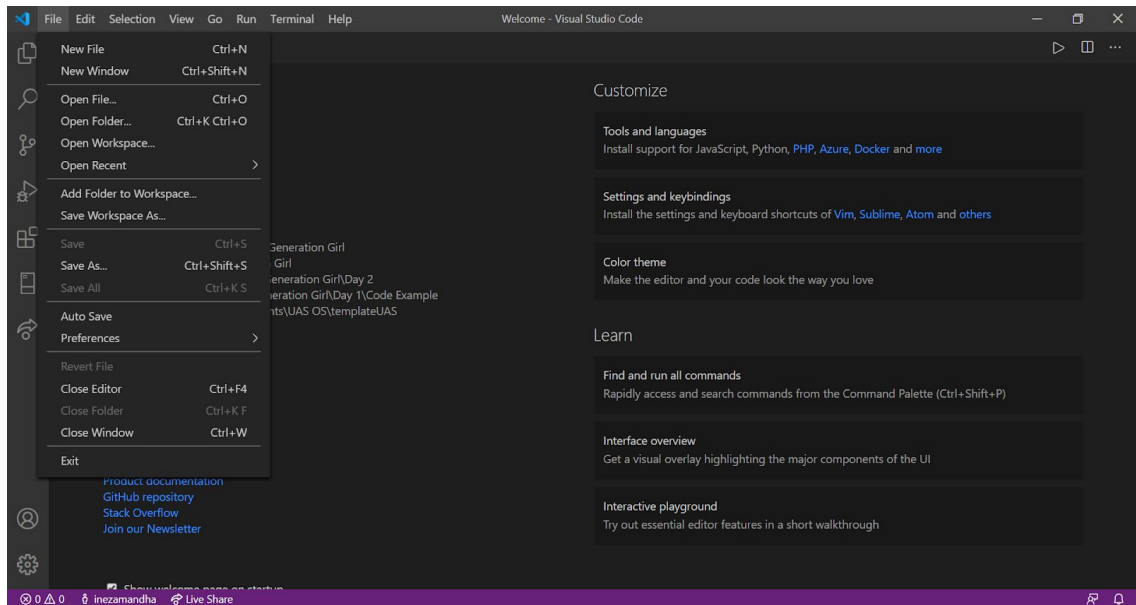 File Edit Selection View Go Run Terminal Help Welcome - Visual Studio Code
New File Ctrl+N
New Window Ctrl+Shift+N
Open File... Ctrl+O
Open Folder... Ctrl+K Ctrl+O
Open Workspace...
Open Recent
Add Folder to Workspace...
Save Workspace As...
Save Ctrl+S
Save As... Ctrl+Shift+S
Save All Ctrl+K S
Auto Save
Preferences
Revert File
Close Editor Ctrl+F4
Close Folder Ctrl+K F
Close Window Ctrl+W
Exit
Generation Girl
Girl
Generation Girl\Day 2
eration Girl\Day 1\Code Example
\UAS OS\templateUAS
Product documentation
GitHub repository
Stack Overflow
Join our Newsletter
Show welcome page on startup
Customize
Tools and languages
Install support for JavaScript, Python, PHP, Azure, Docker and more
Settings and keybindings
Install the settings and keyboard shortcuts of Vim, Sublime, Atom and others
Color theme
Make the editor and your code look the way you love
Learn
Find and run all commands
Rapidly access and search commands from the Command Palette (Ctrl+Shift+P)
Interface overview
Get a visual overlay highlighting the major components of the UI
Interactive playground
Try out essential editor features in a short walkthrough
0 0 inezamandha Live Share